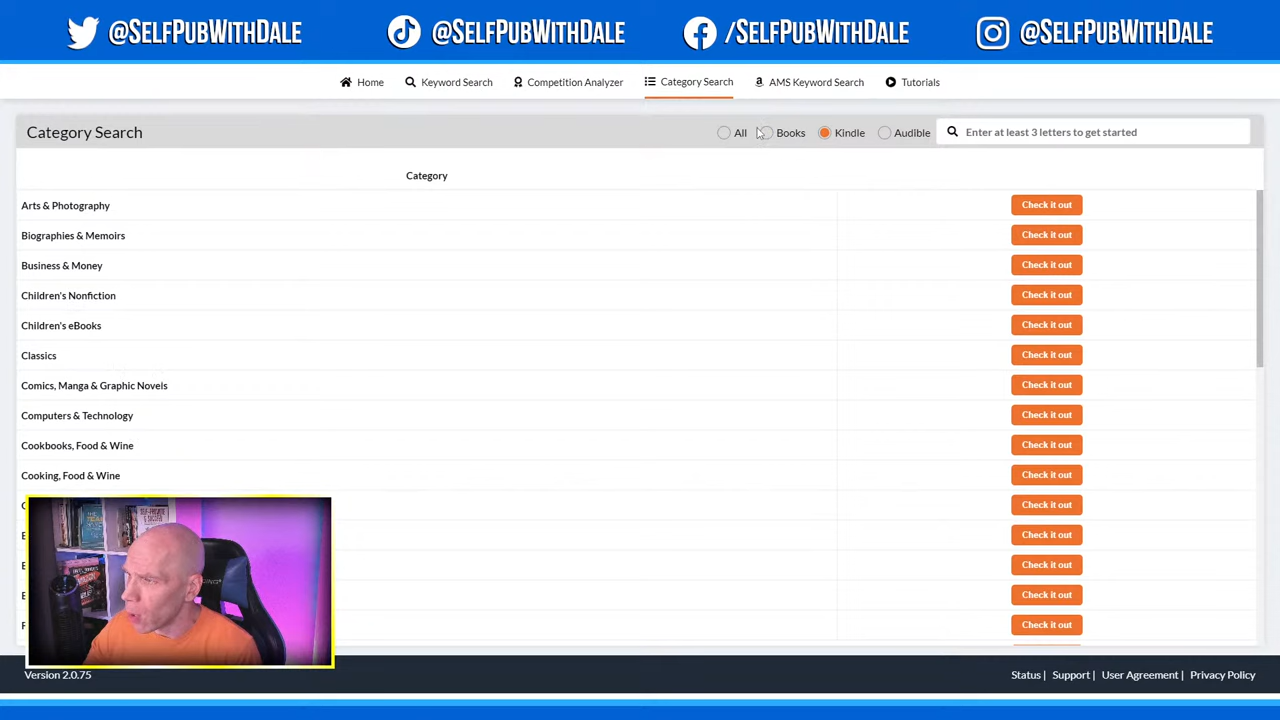 @SELFPUBWITHDALE @SELFPUBWITHDALE /SELFPUBWITHDALE @SELFPUBWITHDALE
Home Keyword Search Competition Analyzer Category Search AMS Keyword Search Tutorials
Category Search All Books Kindle Audible Enter at least 3 letters to get started
Category
Arts & Photography Check it out
Biographies & Memoirs Check it out
Business & Money Check it out
Children's Nonfiction Check it out
Children's eBooks Check it out
Classics Check it out
Comics, Manga & Graphic Novels Check it out
Computers & Technology Check it out
Cookbooks, Food & Wine Check it out
Cooking, Food & Wine Check it out
Check it out
Check it out
Check it out
Check it out
Check it out
Version 2.0.75 Status | Support | User Agreement | Privacy Policy